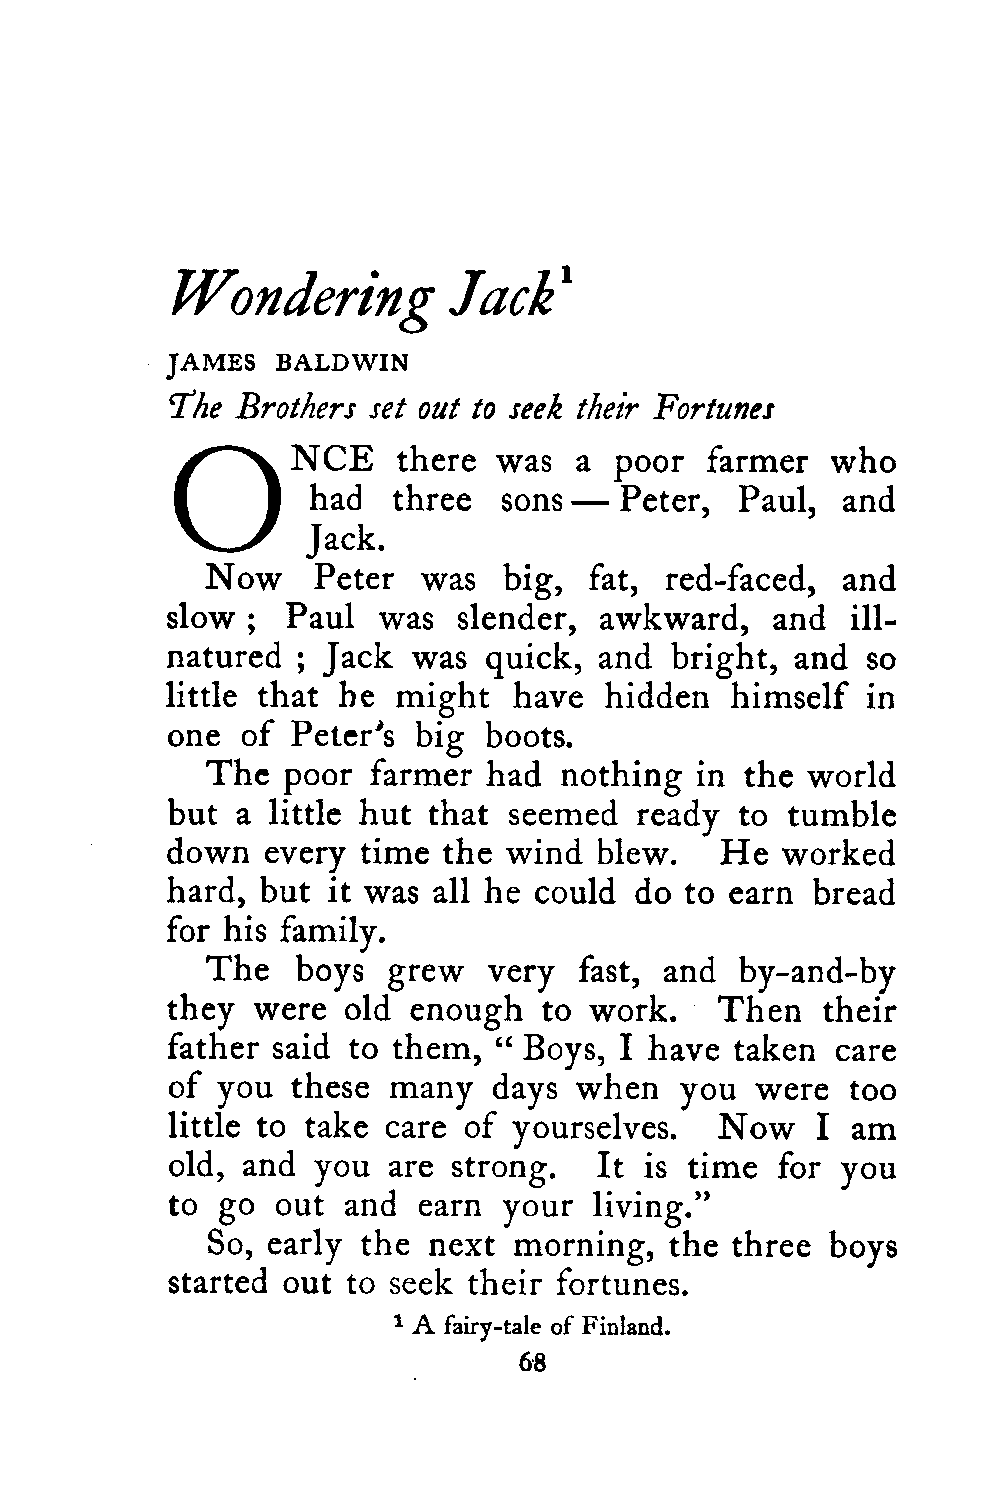 Wondering Jack¹
JAMES BALDWIN
The Brothers set out to seek their Fortunes
ONCE there was a poor farmer who
had three sons — Peter, Paul, and
Jack.
Now Peter was big, fat, red-faced, and
slow ; Paul was slender, awkward, and ill-
natured ; Jack was quick, and bright, and so
little that he might have hidden himself in
one of Peter's big boots.
The poor farmer had nothing in the world
but a little hut that seemed ready to tumble
down every time the wind blew. He worked
hard, but it was all he could do to earn bread
for his family.
The boys grew very fast, and by-and-by
they were old enough to work. Then their
father said to them, “ Boys, I have taken care
of you these many days when you were too
little to take care of yourselves. Now I am
old, and you are strong. It is time for you
to go out and earn your living.”
So, early the next morning, the three boys
started out to seek their fortunes.
¹ A fairy-tale of Finland.
68